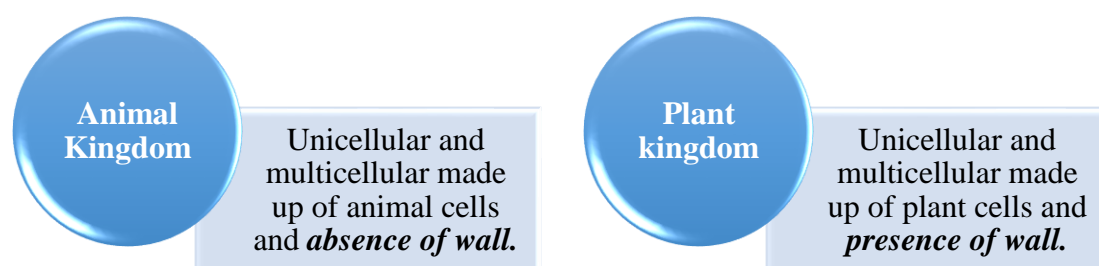 Animal
Kingdom
Unicellular and
multicellular made
up of animal cells
and absence of wall.
Plant
kingdom
Unicellular and
multicellular made
up of plant cells and
presence of wall.